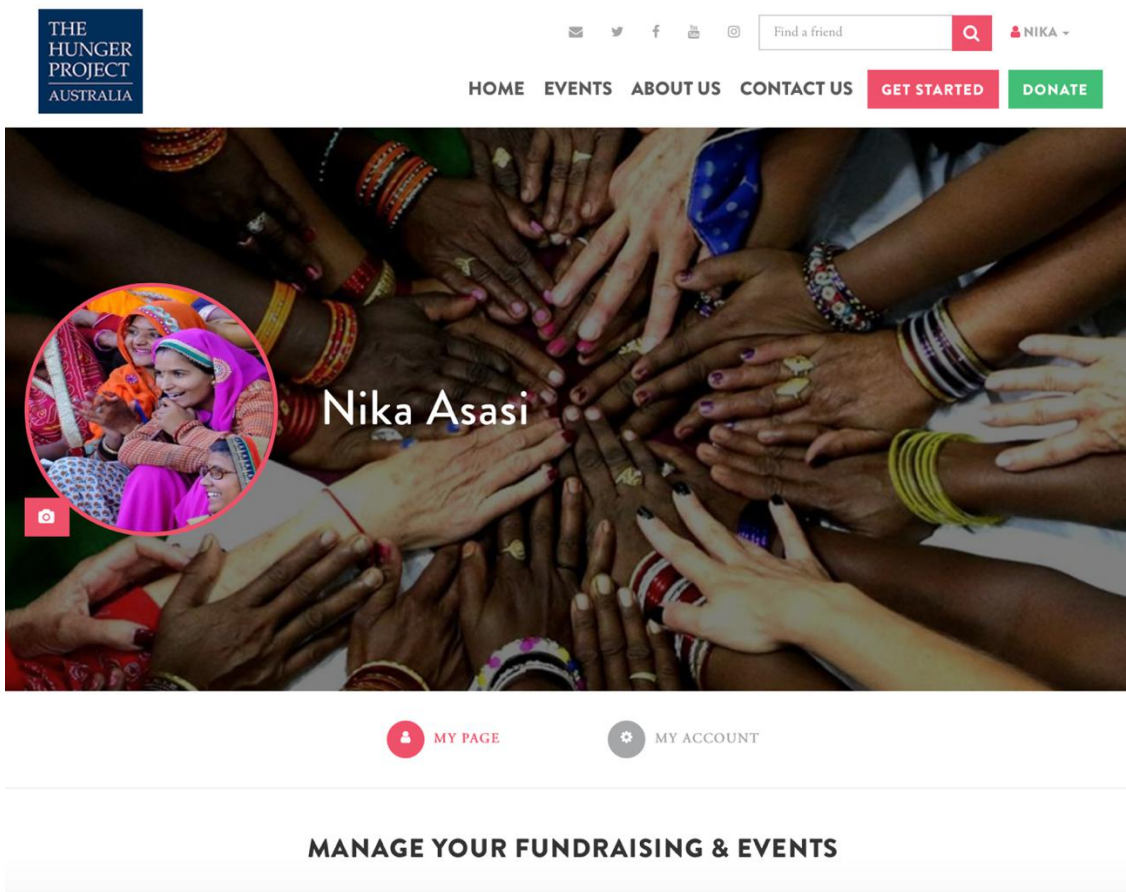 THE
HUNGER
PROJECT
AUSTRALIA
Find a friend
NIKA
HOME EVENTS ABOUT US CONTACT US GET STARTED DONATE
Nika Asasi
MY PAGE MY ACCOUNT
MANAGE YOUR FUNDRAISING & EVENTS